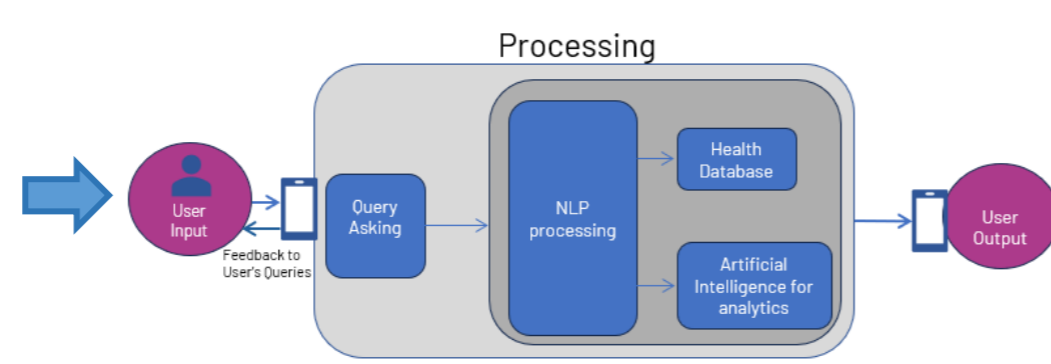 Processing
User
Input
Feedback to
User's Queries
Query
Asking
NLP
processing
Health
Database
Artificial
Intelligence for
analytics
User
Output